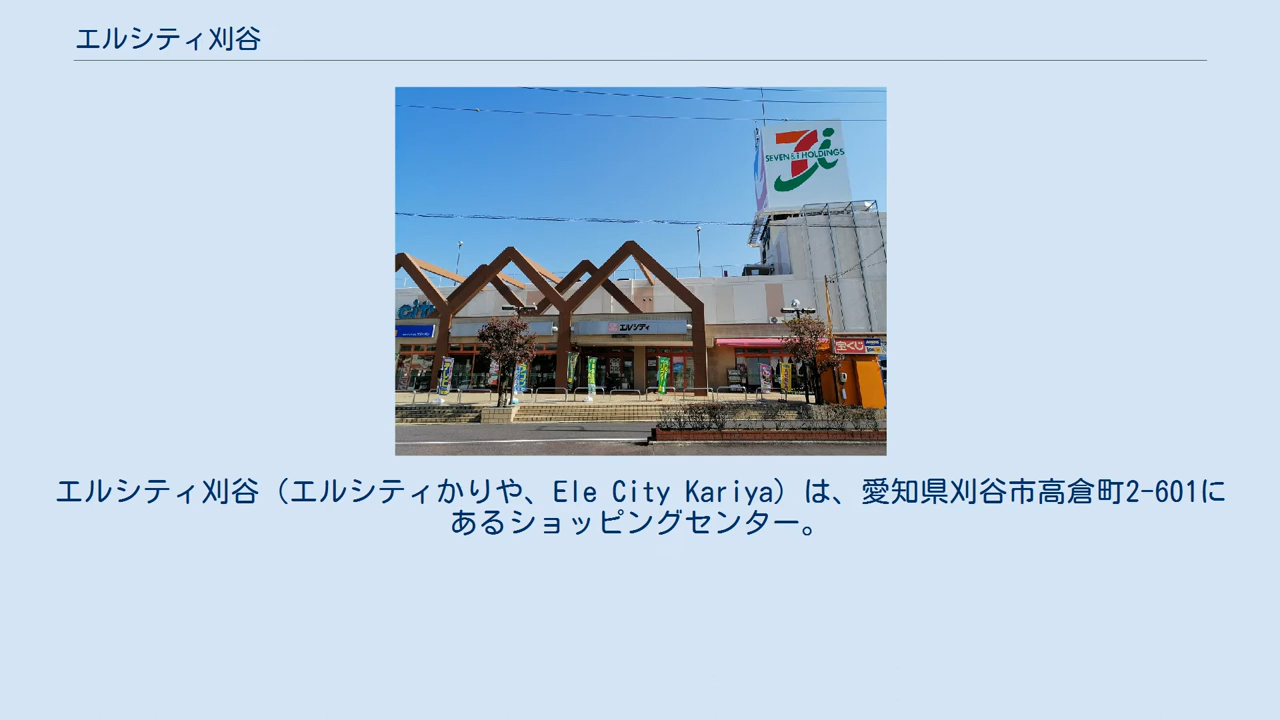 エルシティ刈谷
SEVEN & i HOLDINGS
city
エルシティ
宝くじ
エルシティ刈谷（エルシティかりや、Ele City Kariya）は、愛知県刈谷市高倉町2-601に
あるショッピングセンター。